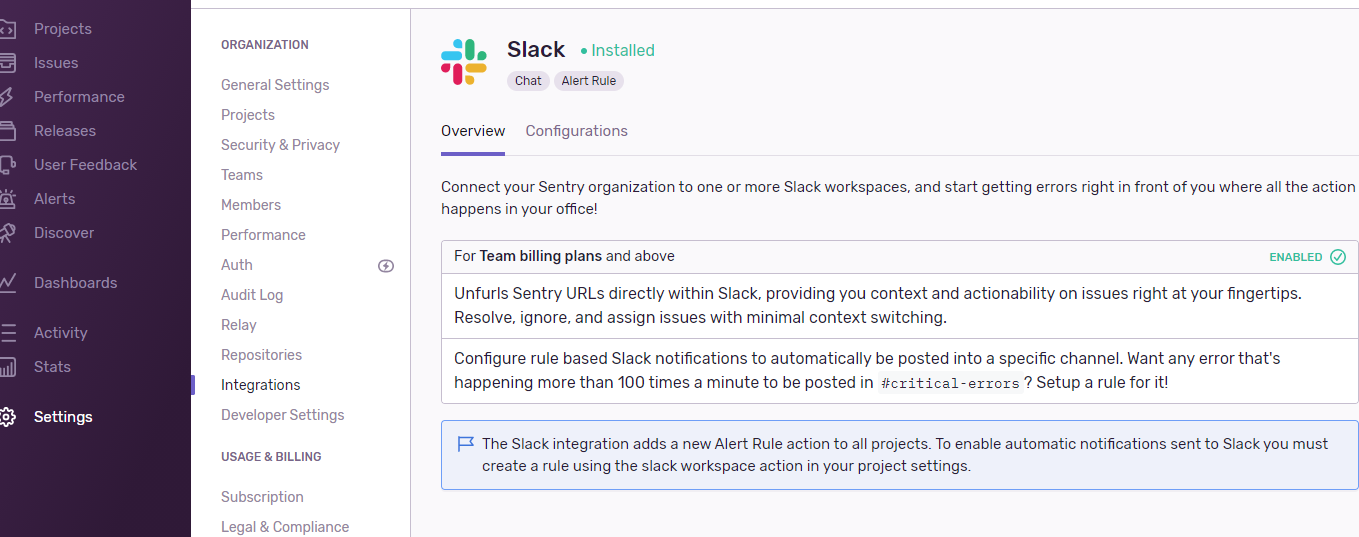 Projects
Issues
Performance
Releases
User Feedback
Alerts
Discover
Dashboards
Activity
Stats
Settings
ORGANIZATION
General Settings
Projects
Security & Privacy
Teams
Members
Performance
Auth
Audit Log
Relay
Repositories
Integrations
Developer Settings
USAGE & BILLING
Subscription
Legal & Compliance
Slack
Installed
Chat
Alert Rule
Overview
Configurations
Connect your Sentry organization to one or more Slack workspaces, and start getting errors right in front of you where all the action
happens in your office!
For Team billing plans and above
ENABLED
Unfurls Sentry URLs directly within Slack, providing you context and actionability on issues right at your fingertips.
Resolve, ignore, and assign issues with minimal context switching.
Configure rule based Slack notifications to automatically be posted into a specific channel. Want any error that's
happening more than 100 times a minute to be posted in #critical-errors ? Setup a rule for it!
The Slack integration adds a new Alert Rule action to all projects. To enable automatic notifications sent to Slack you must
create a rule using the slack workspace action in your project settings.